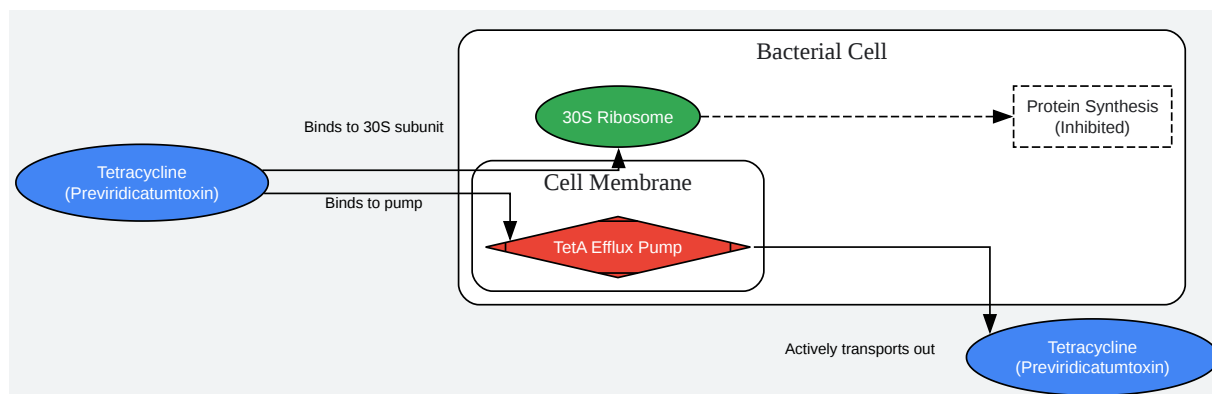 Bacterial Cell
30S Ribosome
Protein Synthesis
(Inhibited)
Binds to 30S subunit
Tetracycline
(Previridicatumtoxin)
Cell Membrane
Binds to pump
TetA Efflux Pump
Actively transports out
Tetracycline
(Previridicatumtoxin)